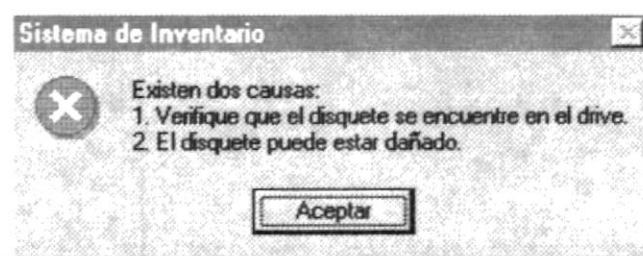 Sistema de Inventario
Existen dos causas:
1. Verifique que el disquete se encuentre en el drive.
2. El disquete puede estar dañado.
Aceptar